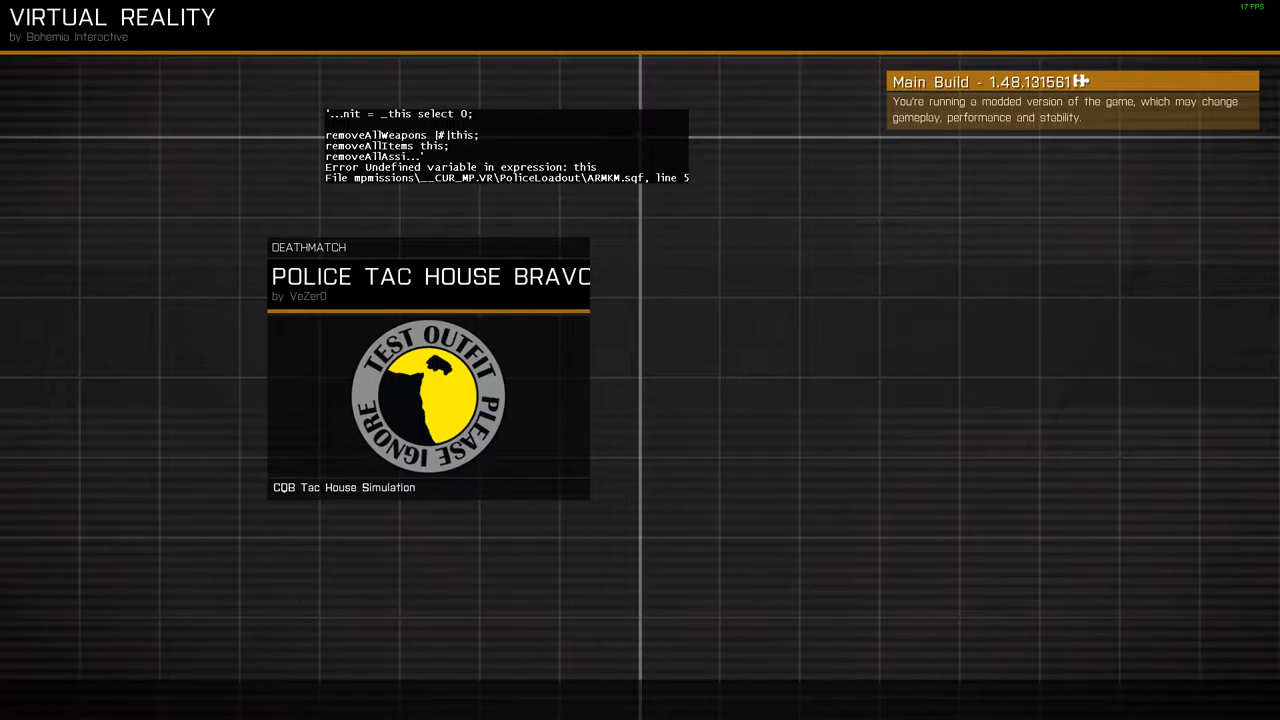 VIRTUAL REALITY
by Bohemia Interactive
17 FPS
Main Build - 1.48.131561
You're running a modded version of the game, which may change
gameplay, performance and stability.
'...nit = _this select 0;
removeAllWeapons |#|this;
removeAllItems this;
removeAllAssi...'
Error Undefined variable in expression: this
File mpmissions\__CUR_MP.VR\PoliceLoadout\ARMKM.sqf, line 5
DEATHMATCH
POLICE TAC HOUSE BRAVO
by VeZer0
TEST OUTFIT
PLEASE IGNORE
CQB Tac House Simulation